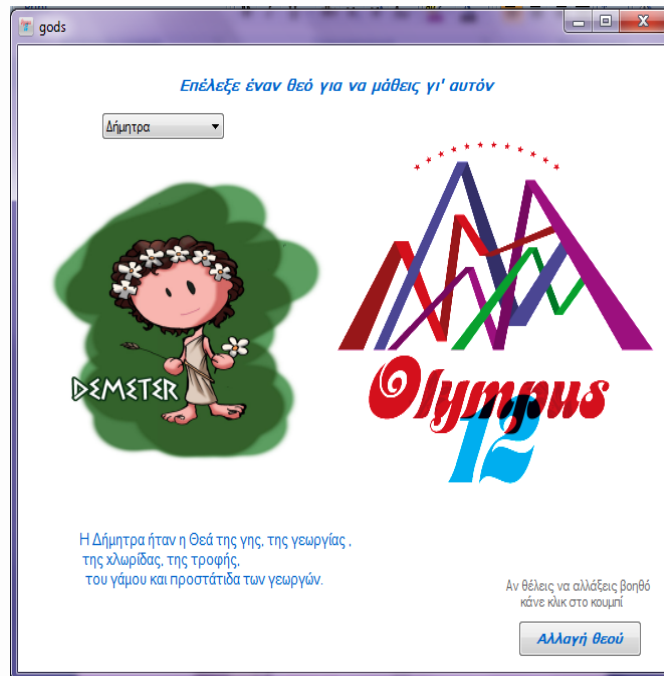 gods
Επέλεξε έναν θεό για να μάθεις γι' αυτόν
Δήμητρα
DEMETER
Olympus
12
Η Δήμητρα ήταν η Θεά της γης, της γεωργίας ,
της χλωρίδας, της τροφής,
του γάμου και προστάτιδα των γεωργών.
Αν θέλεις να αλλάξεις βοηθό
κάνε κλικ στο κουμπί
Αλλαγή θεού